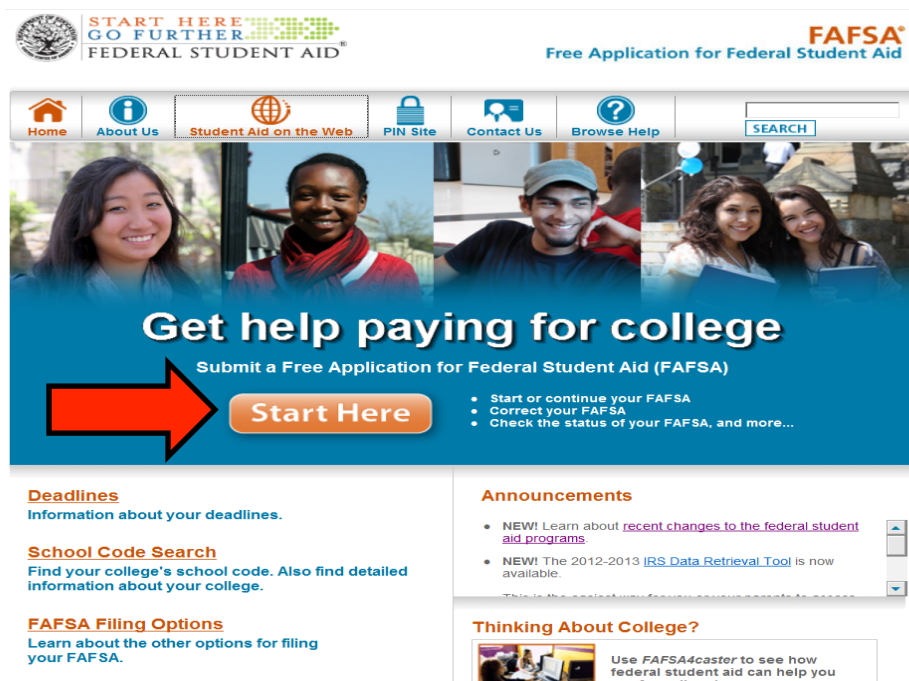 START HERE
GO FURTHER
FEDERAL STUDENT AID®
FAFSA®
Free Application for Federal Student Aid
Home
About Us
Student Aid on the Web
PIN Site
Contact Us
Browse Help
SEARCH
Get help paying for college
Submit a Free Application for Federal Student Aid (FAFSA)
Start Here
• Start or continue your FAFSA
• Correct your FAFSA
• Check the status of your FAFSA, and more...
Deadlines
Information about your deadlines.
School Code Search
Find your college's school code. Also find detailed
information about your college.
FAFSA Filing Options
Learn about the other options for filing
your FAFSA.
Announcements
• NEW! Learn about recent changes to the federal student
aid programs.
• NEW! The 2012-2013 IRS Data Retrieval Tool is now
available.
Thinking About College?
Use FAFSA4caster to see how
federal student aid can help you